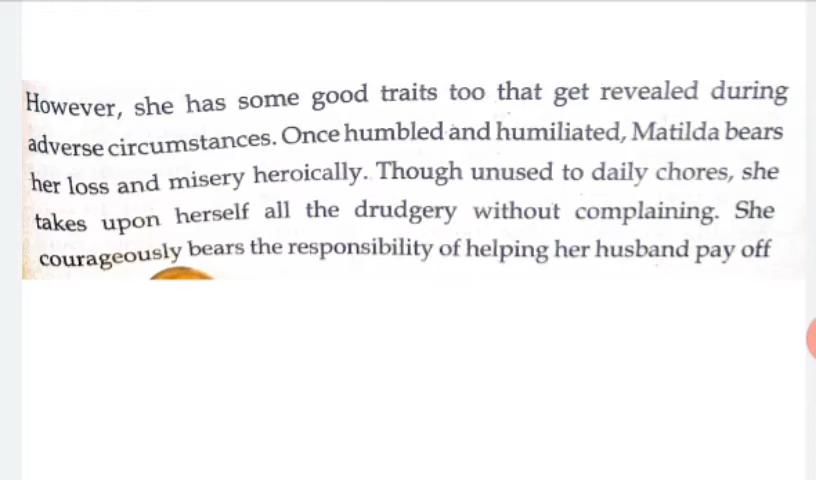 However, she has some good traits too that get revealed during
adverse circumstances. Once humbled and humiliated, Matilda bears
her loss and misery heroically. Though unused to daily chores, she
takes upon herself all the drudgery without complaining. She
courageously bears the responsibility of helping her husband pay off